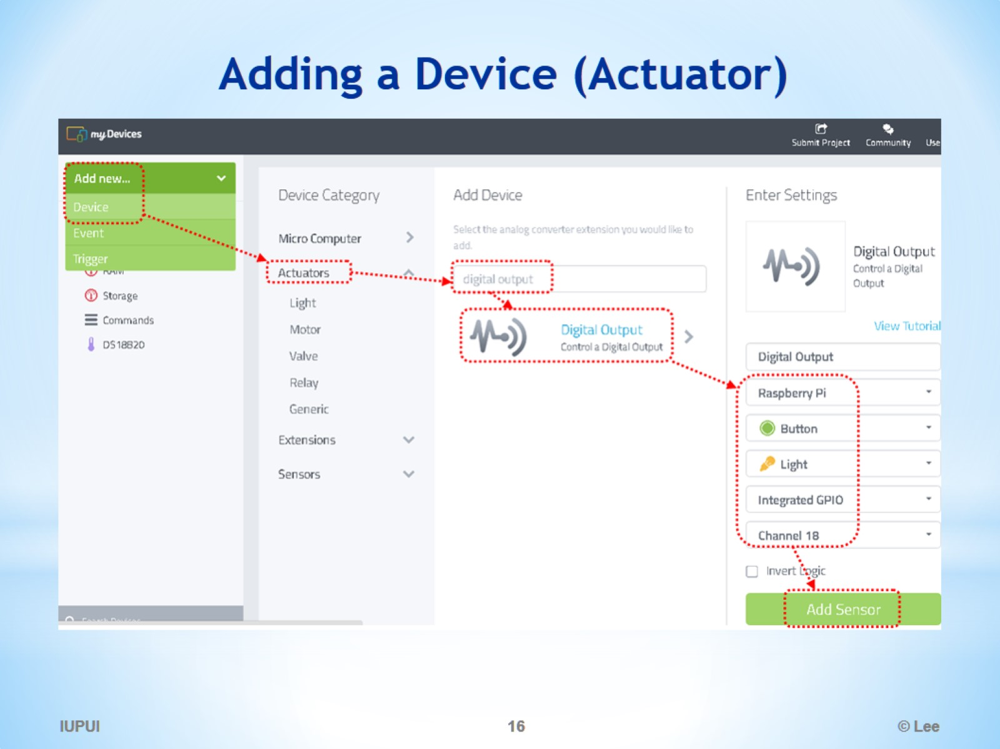 Adding a Device (Actuator)
myDevices
Submit Project
Community
Use
Add new...
Device
Event
Trigger
RAM
Storage
Commands
DS18B20
Search Devices
Device Category
Micro Computer
Actuators
Light
Motor
Valve
Relay
Generic
Extensions
Sensors
Add Device
Select the analog converter extension you would like to
add.
digital output
Digital Output
Control a Digital Output
Enter Settings
Digital Output
Control a Digital
Output
View Tutorial
Digital Output
Raspberry Pi
Button
Light
Integrated GPIO
Channel 18
Invert Logic
Add Sensor
IUPUI
16
© Lee